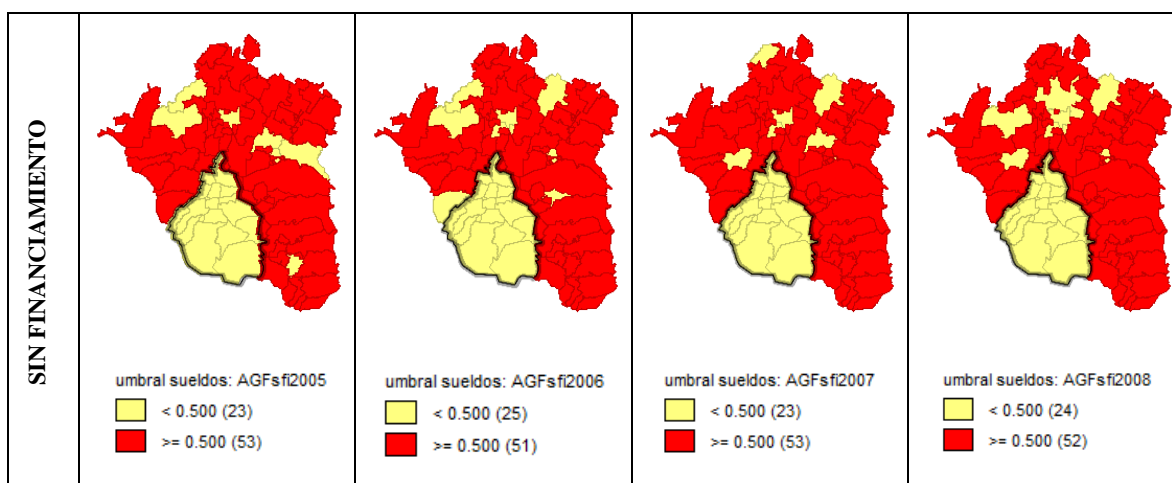 SIN FINANCIAMIENTO
umbral sueldos: AGFsfi2005
< 0.500 (23)
>= 0.500 (53)
umbral sueldos: AGFsfi2006
< 0.500 (25)
>= 0.500 (51)
umbral sueldos: AGFsfi2007
< 0.500 (23)
>= 0.500 (53)
umbral sueldos: AGFsfi2008
< 0.500 (24)
>= 0.500 (52)